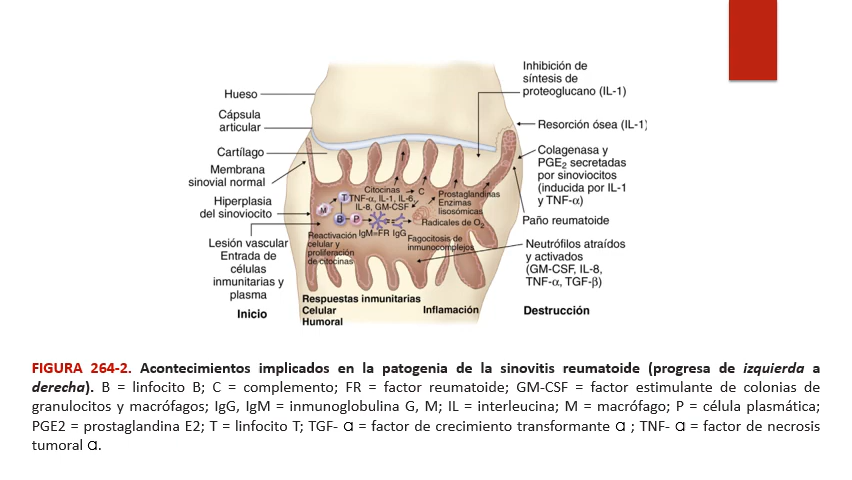 Hueso
Cápsula
articular
Cartílago
Membrana
sinovial normal
Hiperplasia
del sinoviocito
Lesión vascular
Entrada de
células
inmunitarias y
plasma
Inicio
M
T
B
P
Citocinas
TNF-α, IL-1, IL-6,
IL-8, GM-CSF
C
IgM=FR IgG
Reactivación
celular y
proliferación
de citocinas
Prostaglandinas
Enzimas
lisosómicas
Radicales de O2
Fagocitosis de
inmunocomplejos
Respuestas inmunitarias
Celular
Humoral
Inflamación
Inhibición de
síntesis de
proteoglucano (IL-1)
Resorción ósea (IL-1)
Colagenasa y
PGE2 secretadas
por sinoviocitos
(inducida por IL-1
y TNF-α)
Paño reumatoide
Neutrófilos atraídos
y activados
(GM-CSF, IL-8,
TNF-α, TGF-β)
Destrucción
FIGURA 264-2. Acontecimientos implicados en la patogenia de la sinovitis reumatoide (progresa de izquierda a
derecha). B = linfocito B; C = complemento; FR = factor reumatoide; GM-CSF = factor estimulante de colonias de
granulocitos y macrófagos; IgG, IgM = inmunoglobulina G, M; IL = interleucina; M = macrófago; P = célula plasmática;
PGE2 = prostaglandina E2; T = linfocito T; TGF- α = factor de crecimiento transformante α ; TNF- α = factor de necrosis
tumoral α.